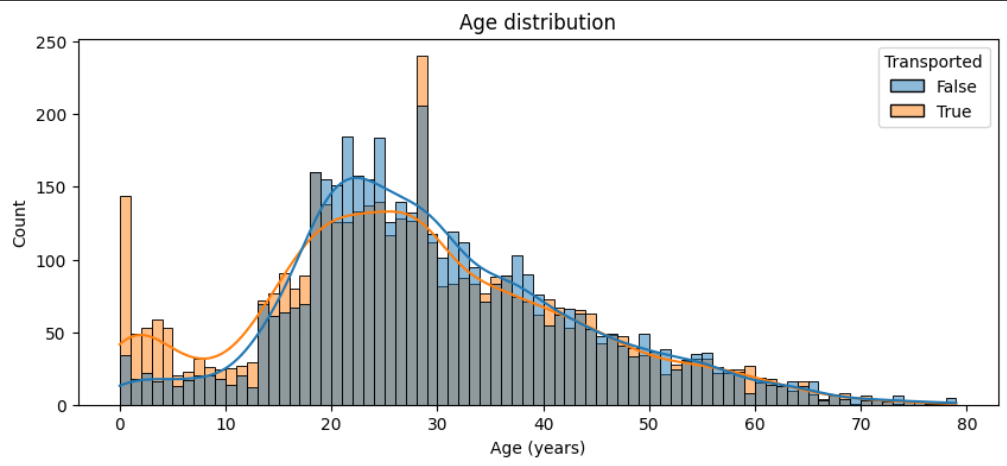 Age distribution
250
200
150
100
50
0
Count
Transported
False
True
0 10 20 30 40 50 60 70 80
Age (years)